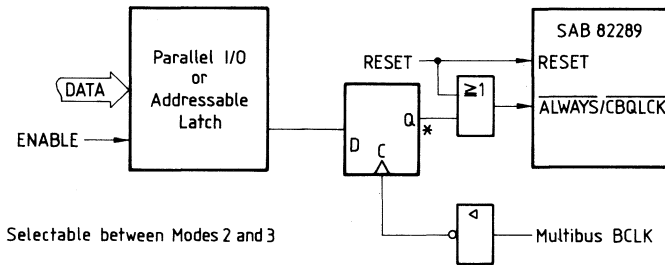 Parallel I/O
or
Addressable
Latch
DATA
ENABLE
RESET
SAB 82289
RESET
≧1
ALWAYS/CBQLCK
Q
*
D
C
Selectable between Modes 2 and 3
Multibus BCLK